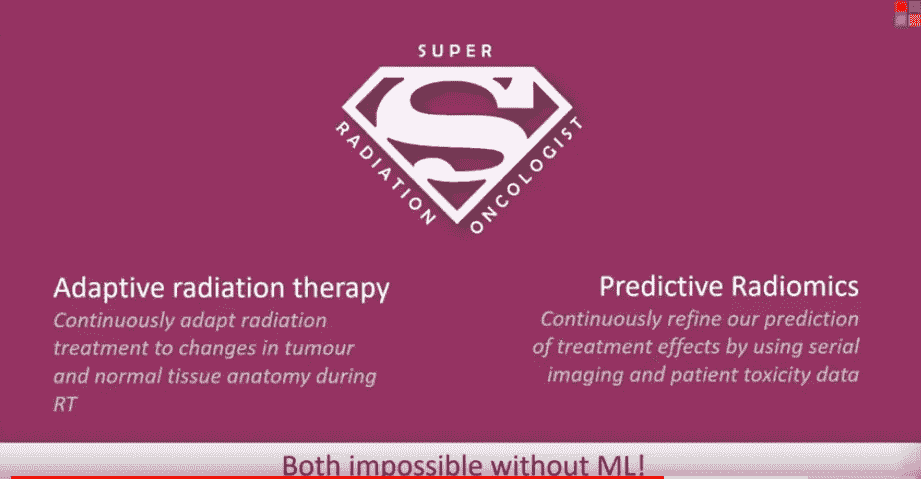 SUPER
S
RADIATION
ONCOLOGIST
Adaptive radiation therapy
Continuously adapt radiation
treatment to changes in tumour
and normal tissue anatomy during
RT
Predictive Radiomics
Continuously refine our prediction
of treatment effects by using serial
imaging and patient toxicity data
Both impossible without ML!